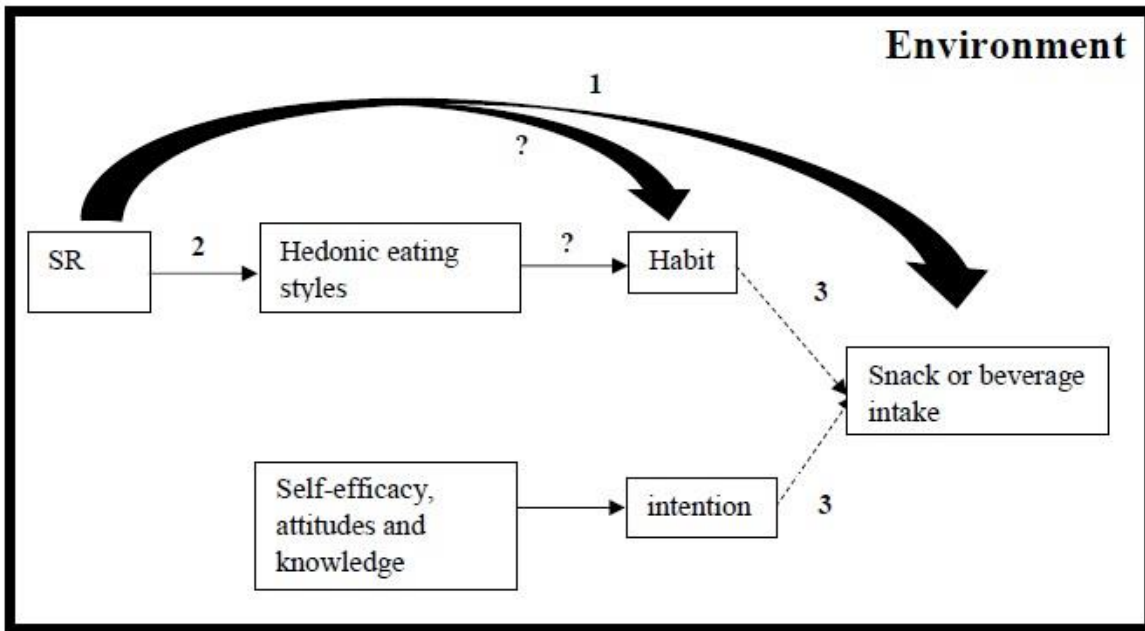 Environment
1
?
SR
2
Hedonic eating
styles
?
Habit
3
Snack or beverage
intake
Self-efficacy,
attitudes and
knowledge
intention
3